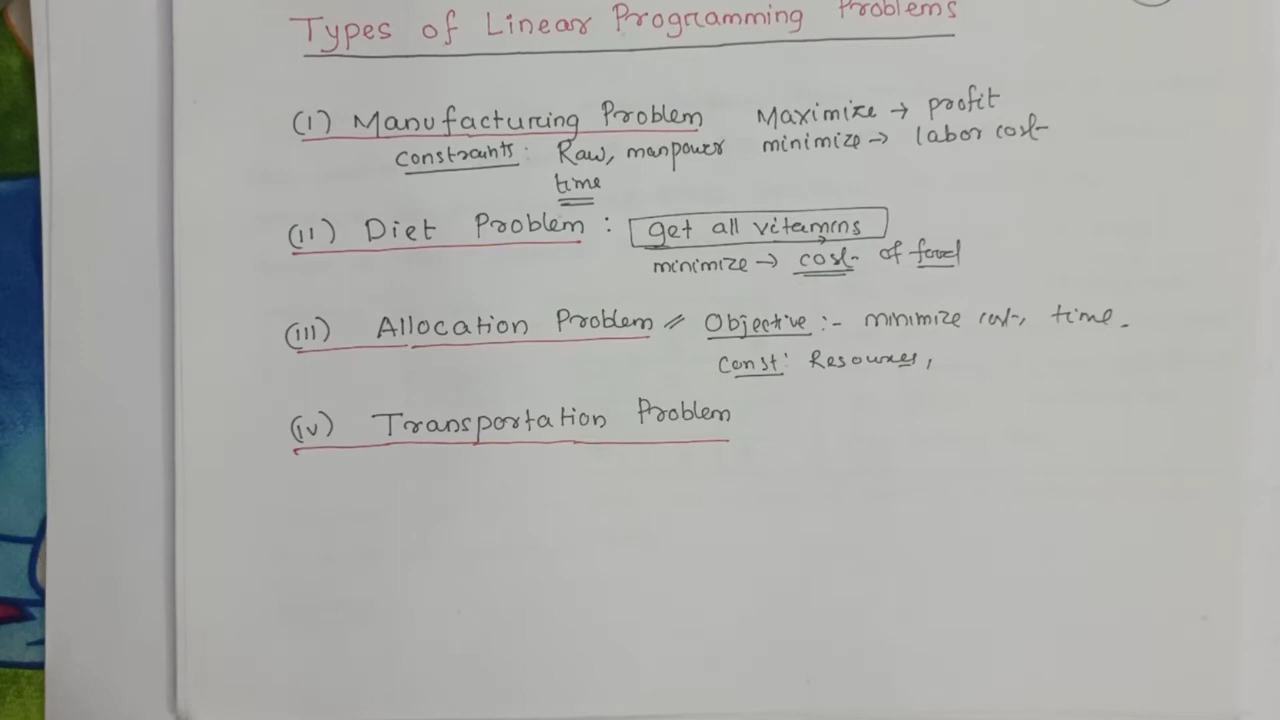 Types of Linear Programming Problems
(i) Manufacturing Problem Maximize → profit
Constraints: Raw, manpower minimize → labor cost
time
(ii) Diet Problem : get all vitamins
minimize → cost of food
(iii) Allocation Problem Objective :- minimize cost, time.
Const: Resources,
(iv) Transportation Problem